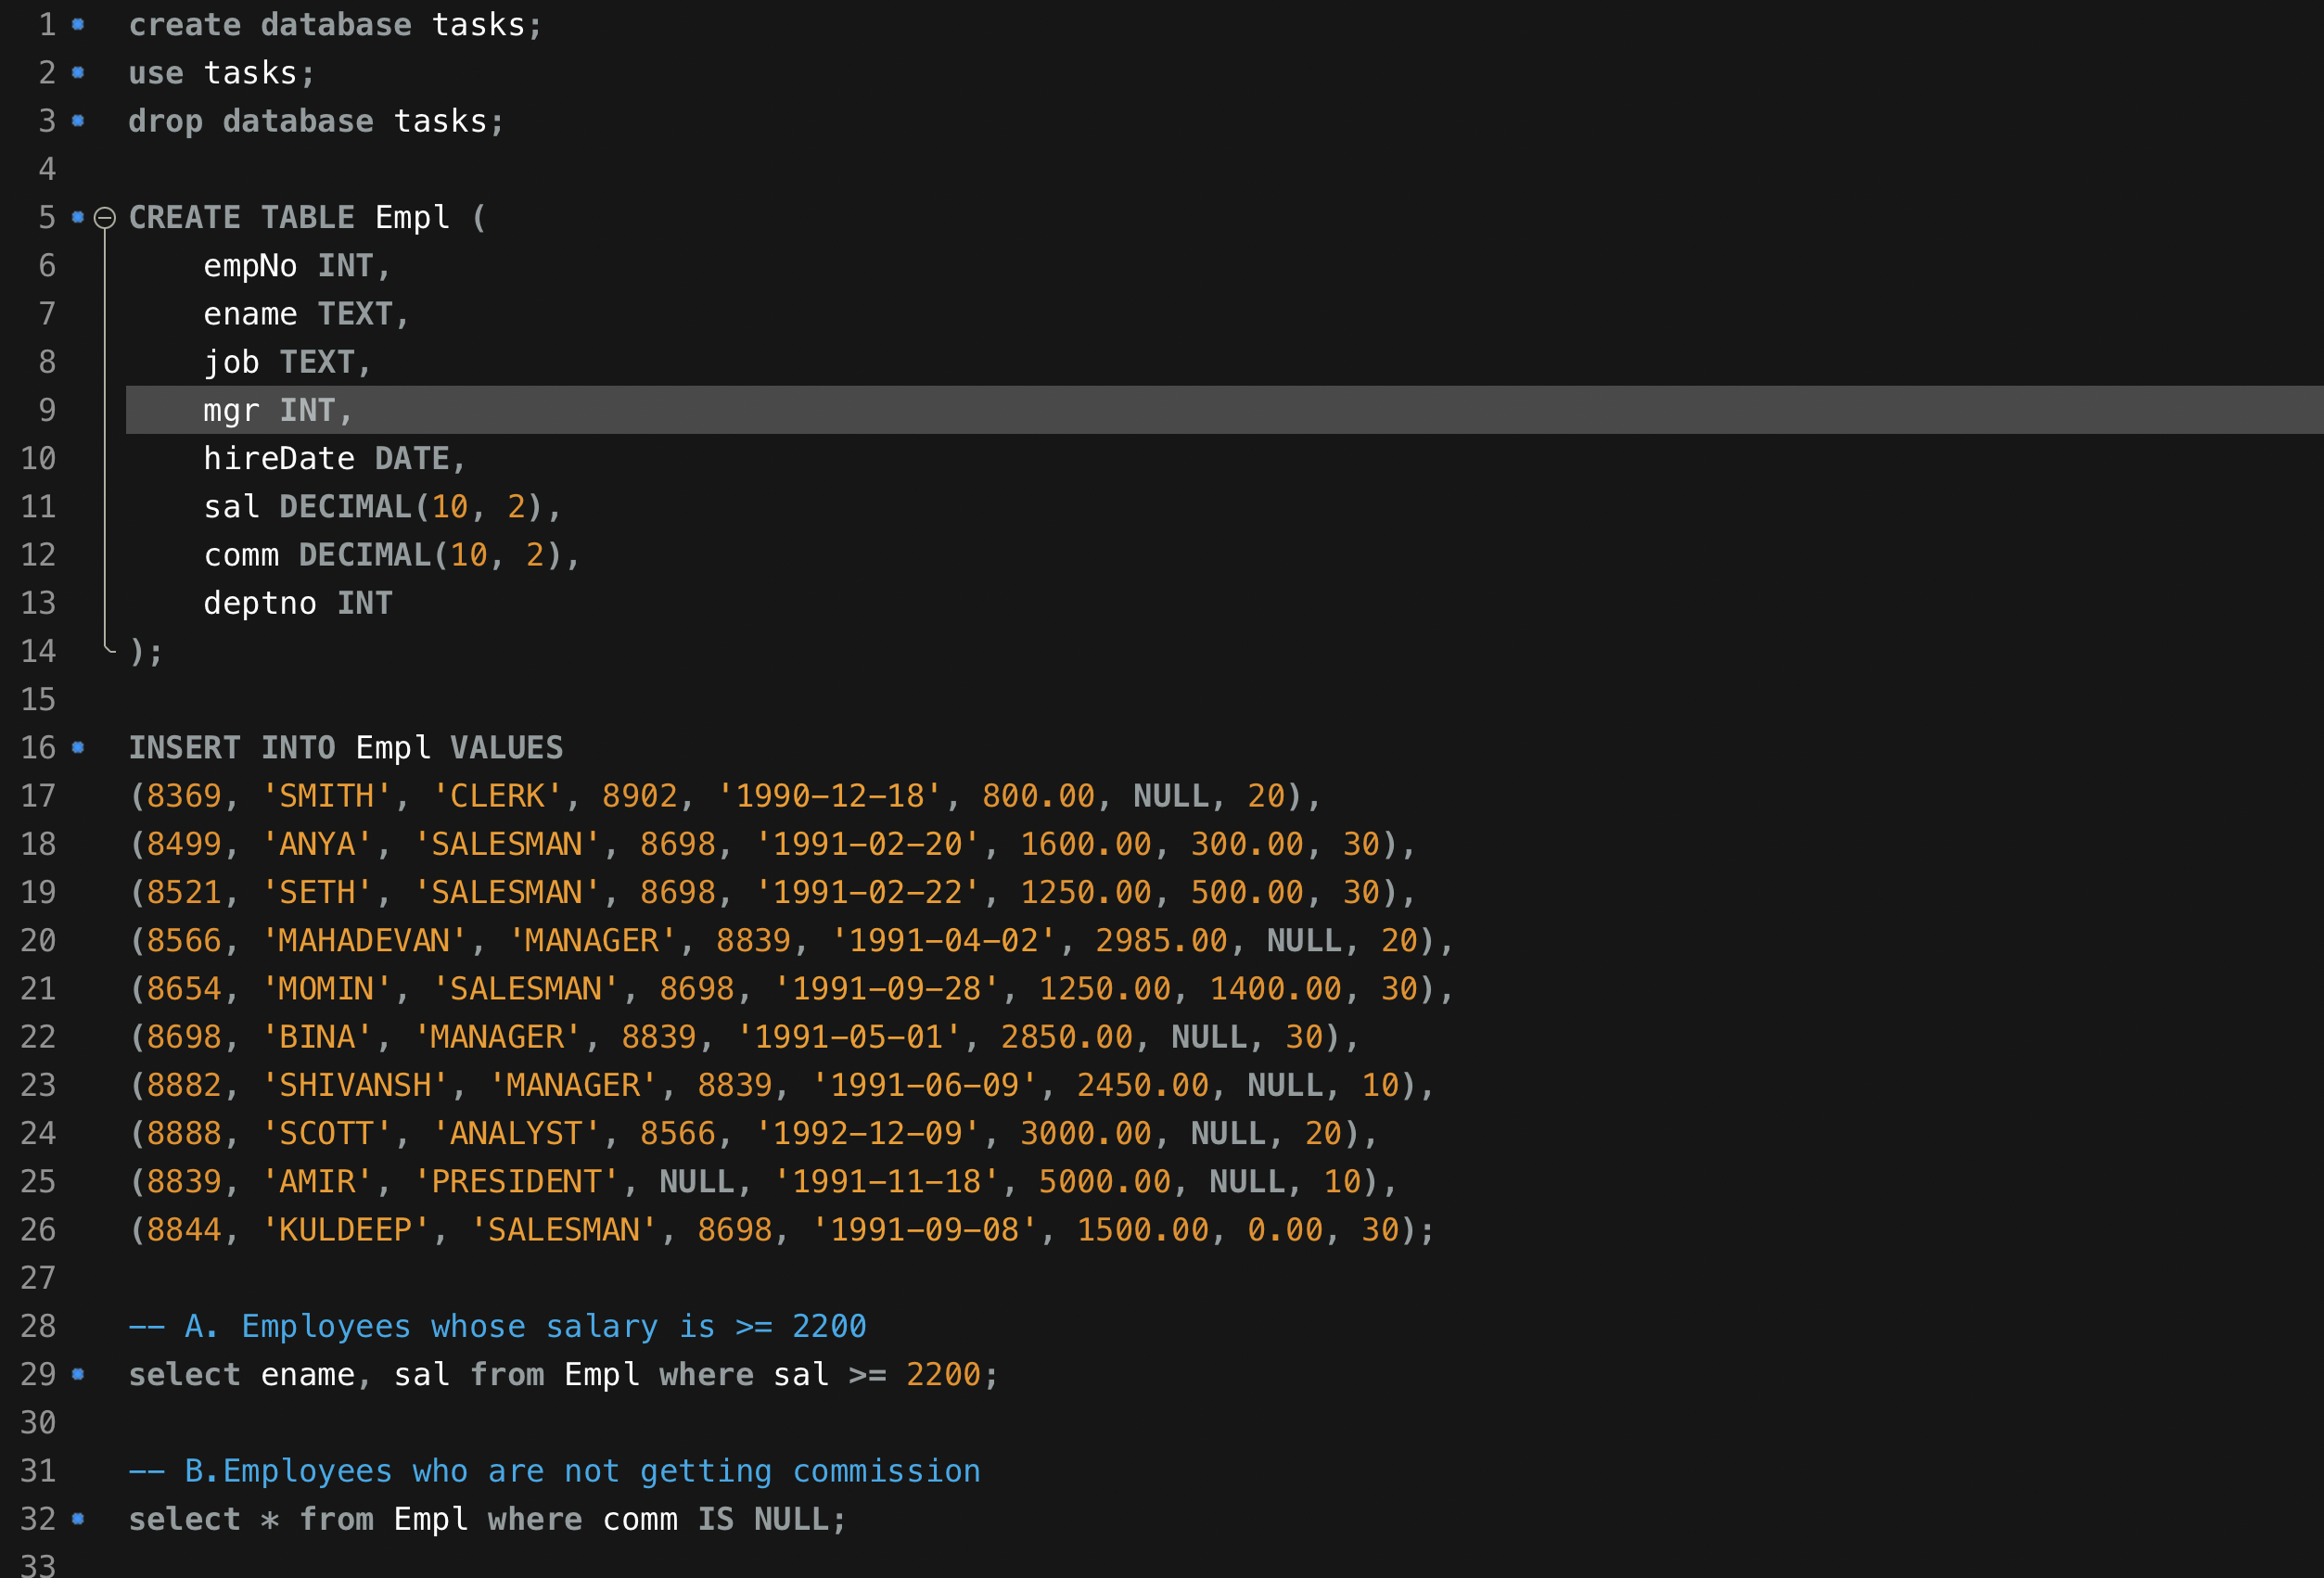 1 create database tasks;
2 use tasks;
3 drop database tasks;
4
5 CREATE TABLE Empl (
6     empNo INT,
7     ename TEXT,
8     job TEXT,
9     mgr INT,
10     hireDate DATE,
11     sal DECIMAL(10, 2),
12     comm DECIMAL(10, 2),
13     deptno INT
14 );
15
16 INSERT INTO Empl VALUES
17 (8369, 'SMITH', 'CLERK', 8902, '1990-12-18', 800.00, NULL, 20),
18 (8499, 'ANYA', 'SALESMAN', 8698, '1991-02-20', 1600.00, 300.00, 30),
19 (8521, 'SETH', 'SALESMAN', 8698, '1991-02-22', 1250.00, 500.00, 30),
20 (8566, 'MAHADEVAN', 'MANAGER', 8839, '1991-04-02', 2985.00, NULL, 20),
21 (8654, 'MOMIN', 'SALESMAN', 8698, '1991-09-28', 1250.00, 1400.00, 30),
22 (8698, 'BINA', 'MANAGER', 8839, '1991-05-01', 2850.00, NULL, 30),
23 (8882, 'SHIVANSH', 'MANAGER', 8839, '1991-06-09', 2450.00, NULL, 10),
24 (8888, 'SCOTT', 'ANALYST', 8566, '1992-12-09', 3000.00, NULL, 20),
25 (8839, 'AMIR', 'PRESIDENT', NULL, '1991-11-18', 5000.00, NULL, 10),
26 (8844, 'KULDEEP', 'SALESMAN', 8698, '1991-09-08', 1500.00, 0.00, 30);
27
28 -- A. Employees whose salary is >= 2200
29 select ename, sal from Empl where sal >= 2200;
30
31 -- B.Employees who are not getting commission
32 select * from Empl where comm IS NULL;
33